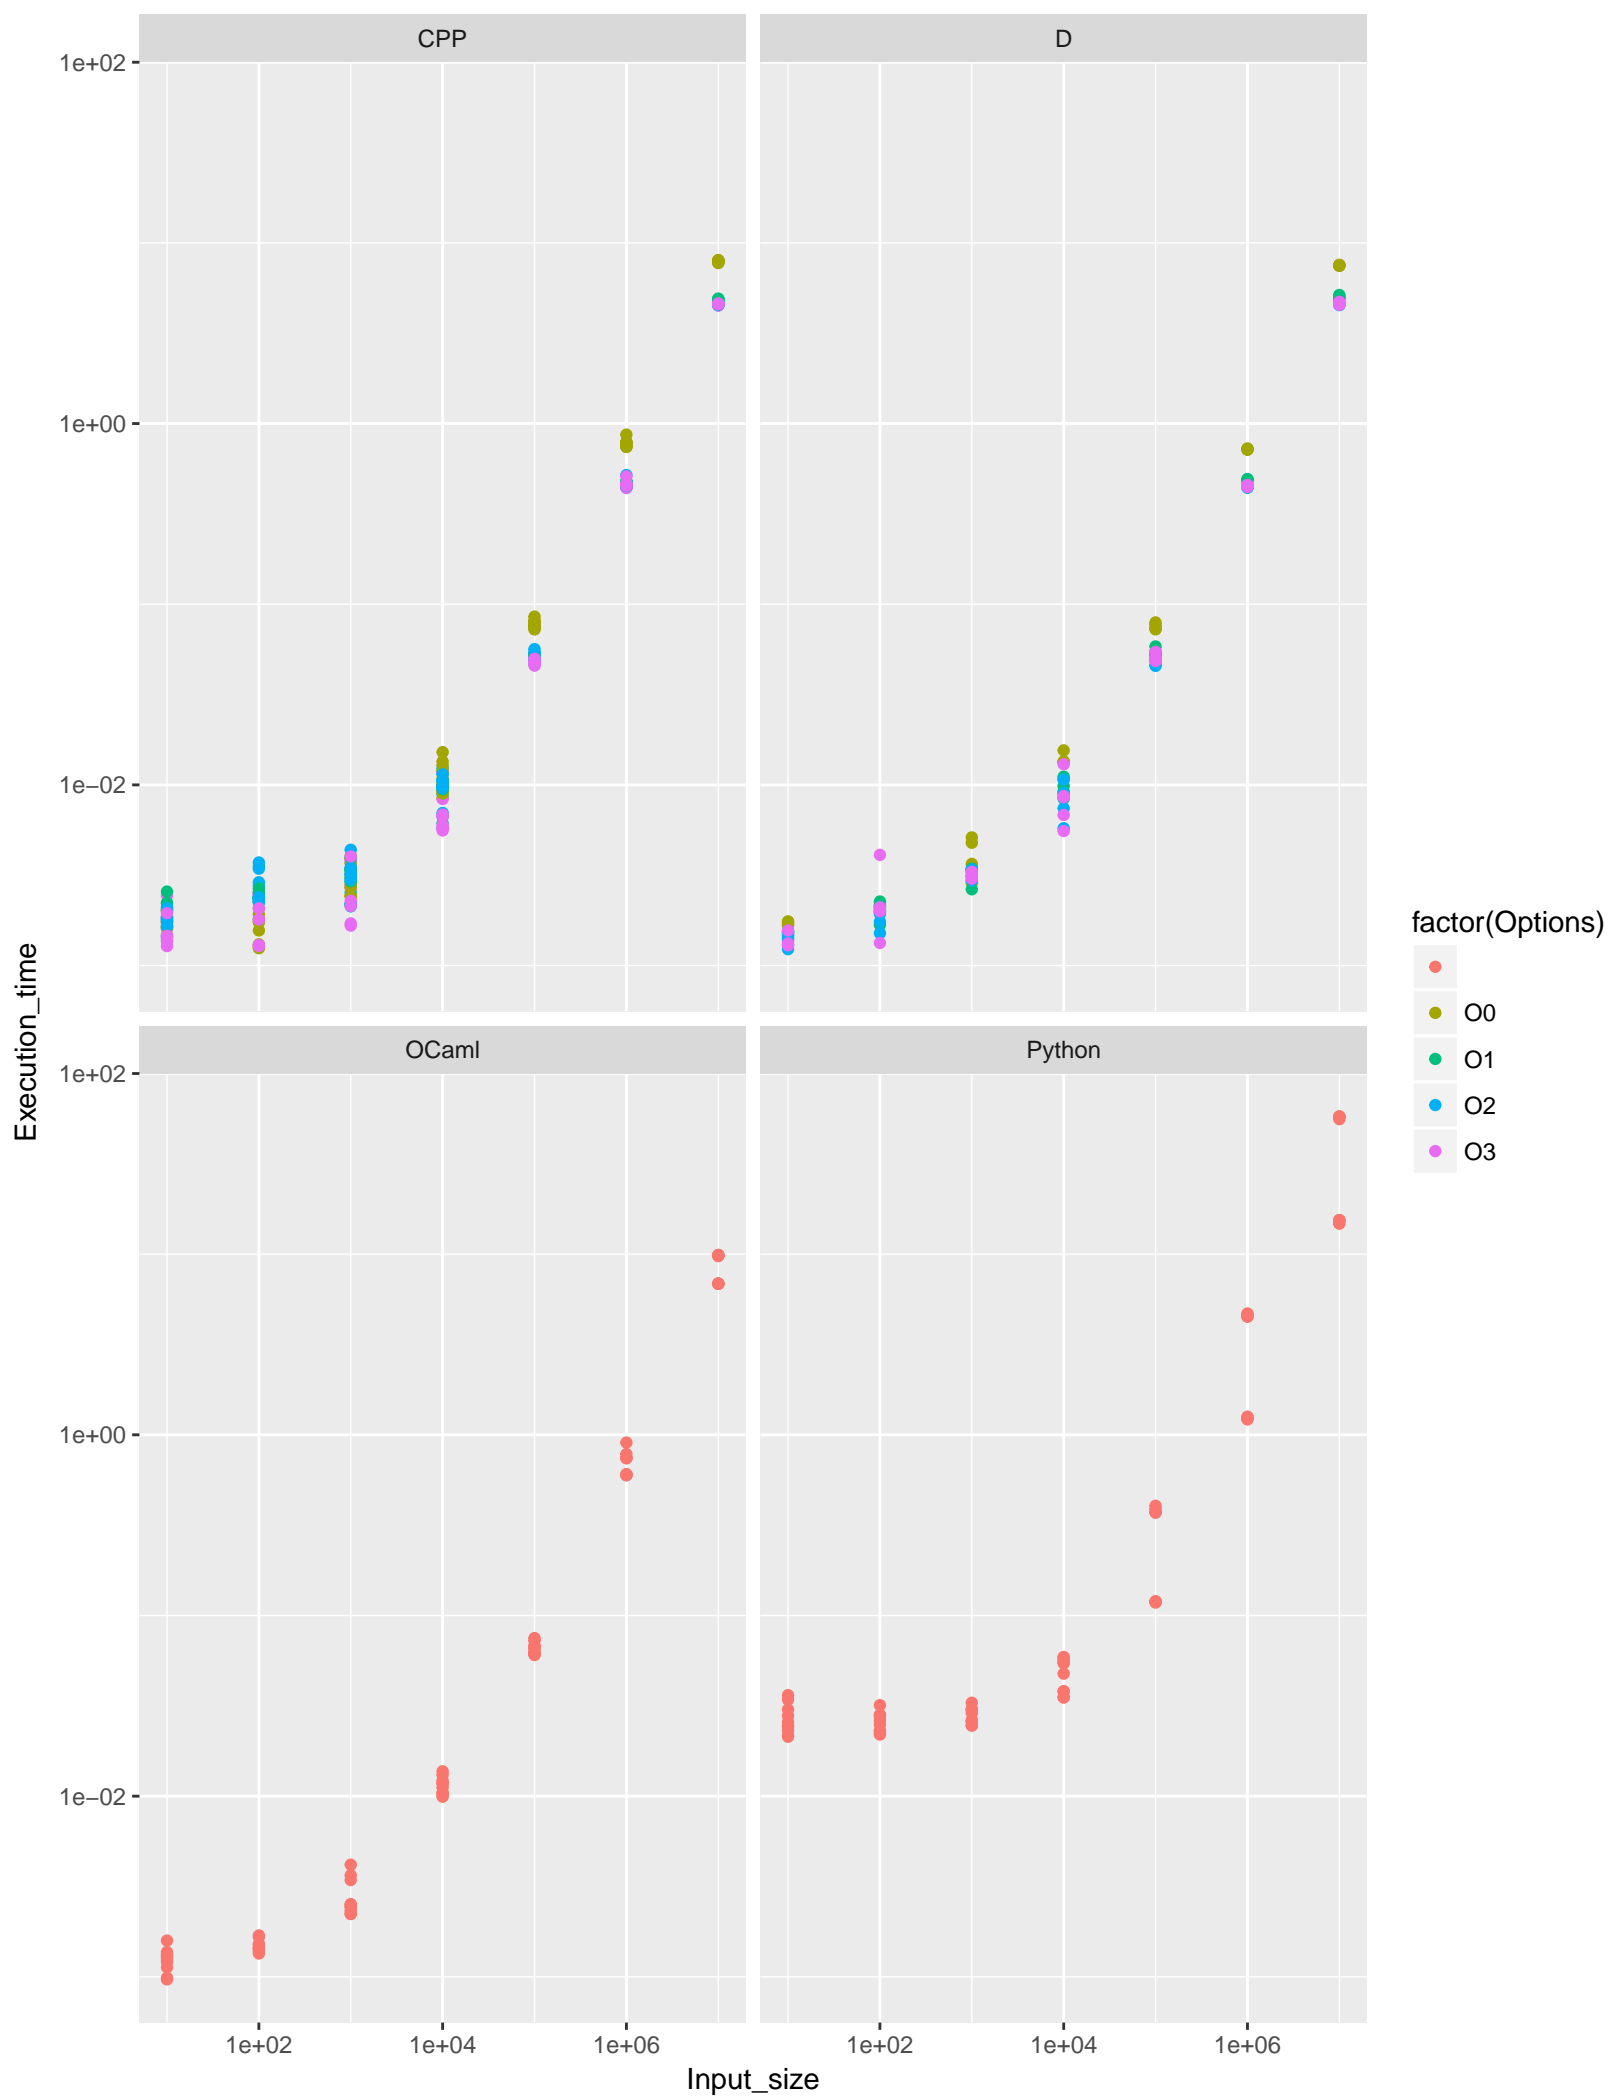 CPP
D
1e+02
1e+00
1e−02
OCaml
Python
1e+02
1e+00
1e−02
1e+02
1e+04
1e+06
1e+02
1e+04
1e+06
Input_size
Execution_time
factor(Options)
O0
O1
O2
O3